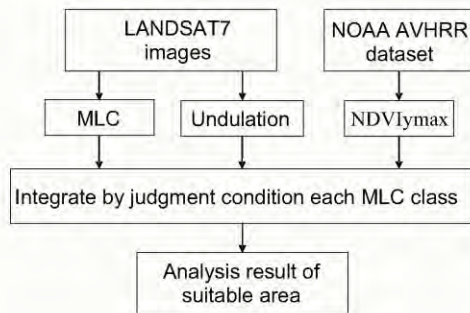 LANDSAT7
images
NOAA AVHRR
dataset
MLC
Undulation
NDVIymax
Integrate by judgment condition each MLC class
Analysis result of
suitable area